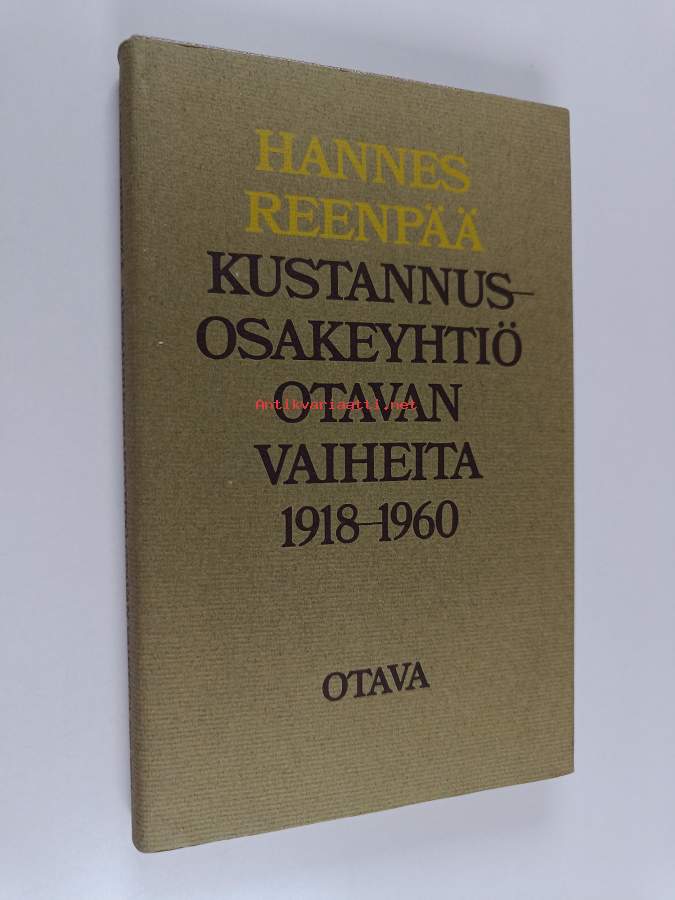 HANNES
REENPÄÄ
KUSTANNUS-
OSAKEYHTIÖ
OTAVAN
Antikvariaatti.net
VAIHEITA
1918–1960
OTAVA